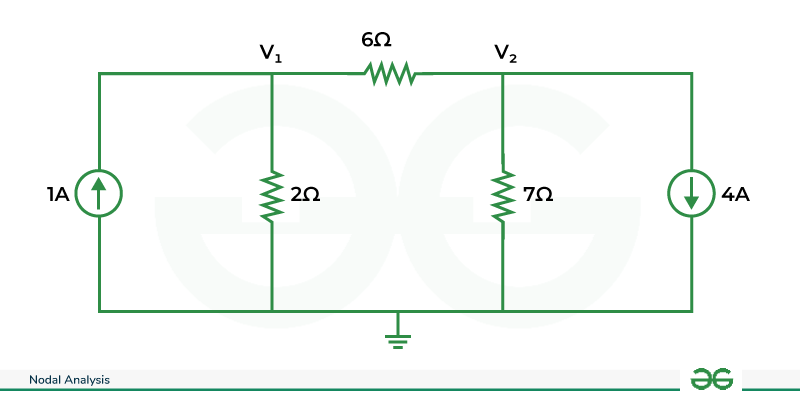 6Ω
V₁
V₂
1A
2Ω
7Ω
4A
Nodal Analysis